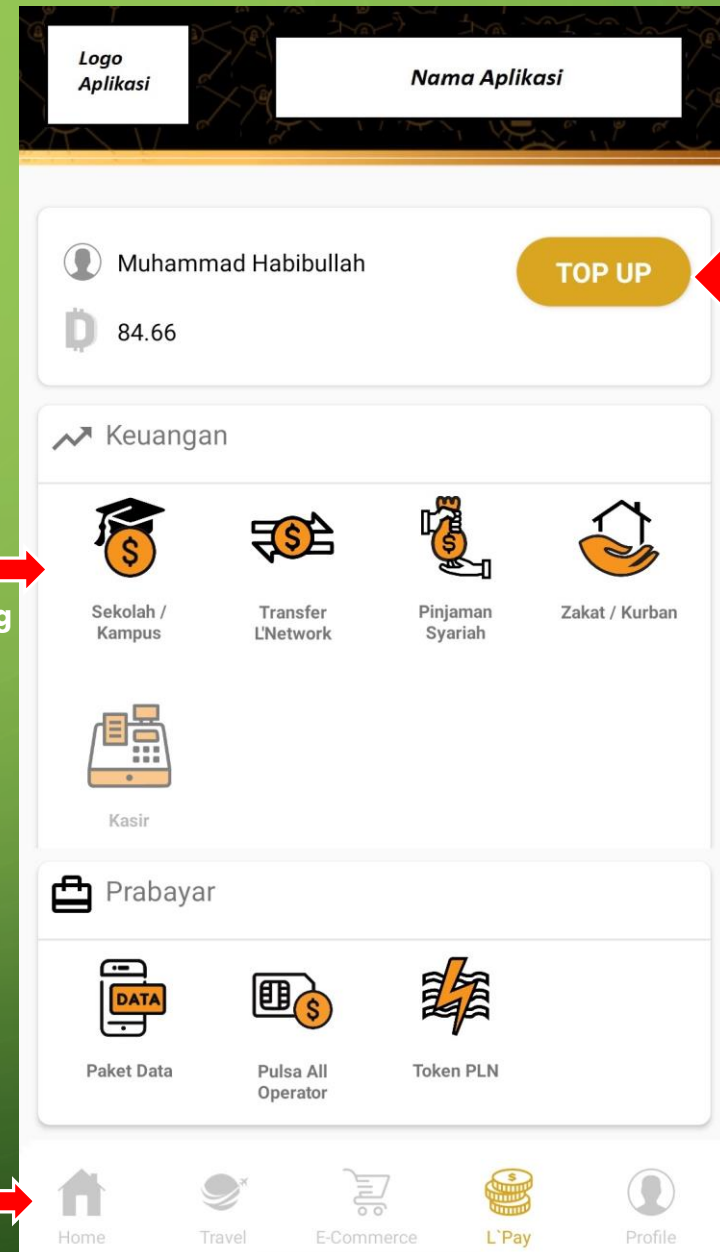 Logo
Aplikasi
Nama Aplikasi
Muhammad Habibullah
TOP UP
84.66
Keuangan
Sekolah /
Kampus
Transfer
L'Network
Pinjaman
Syariah
Zakat / Kurban
g
Kasir
Prabayar
DATA
Paket Data
Pulsa All
Operator
Token PLN
Home
Travel
E-Commerce
L`Pay
Profile